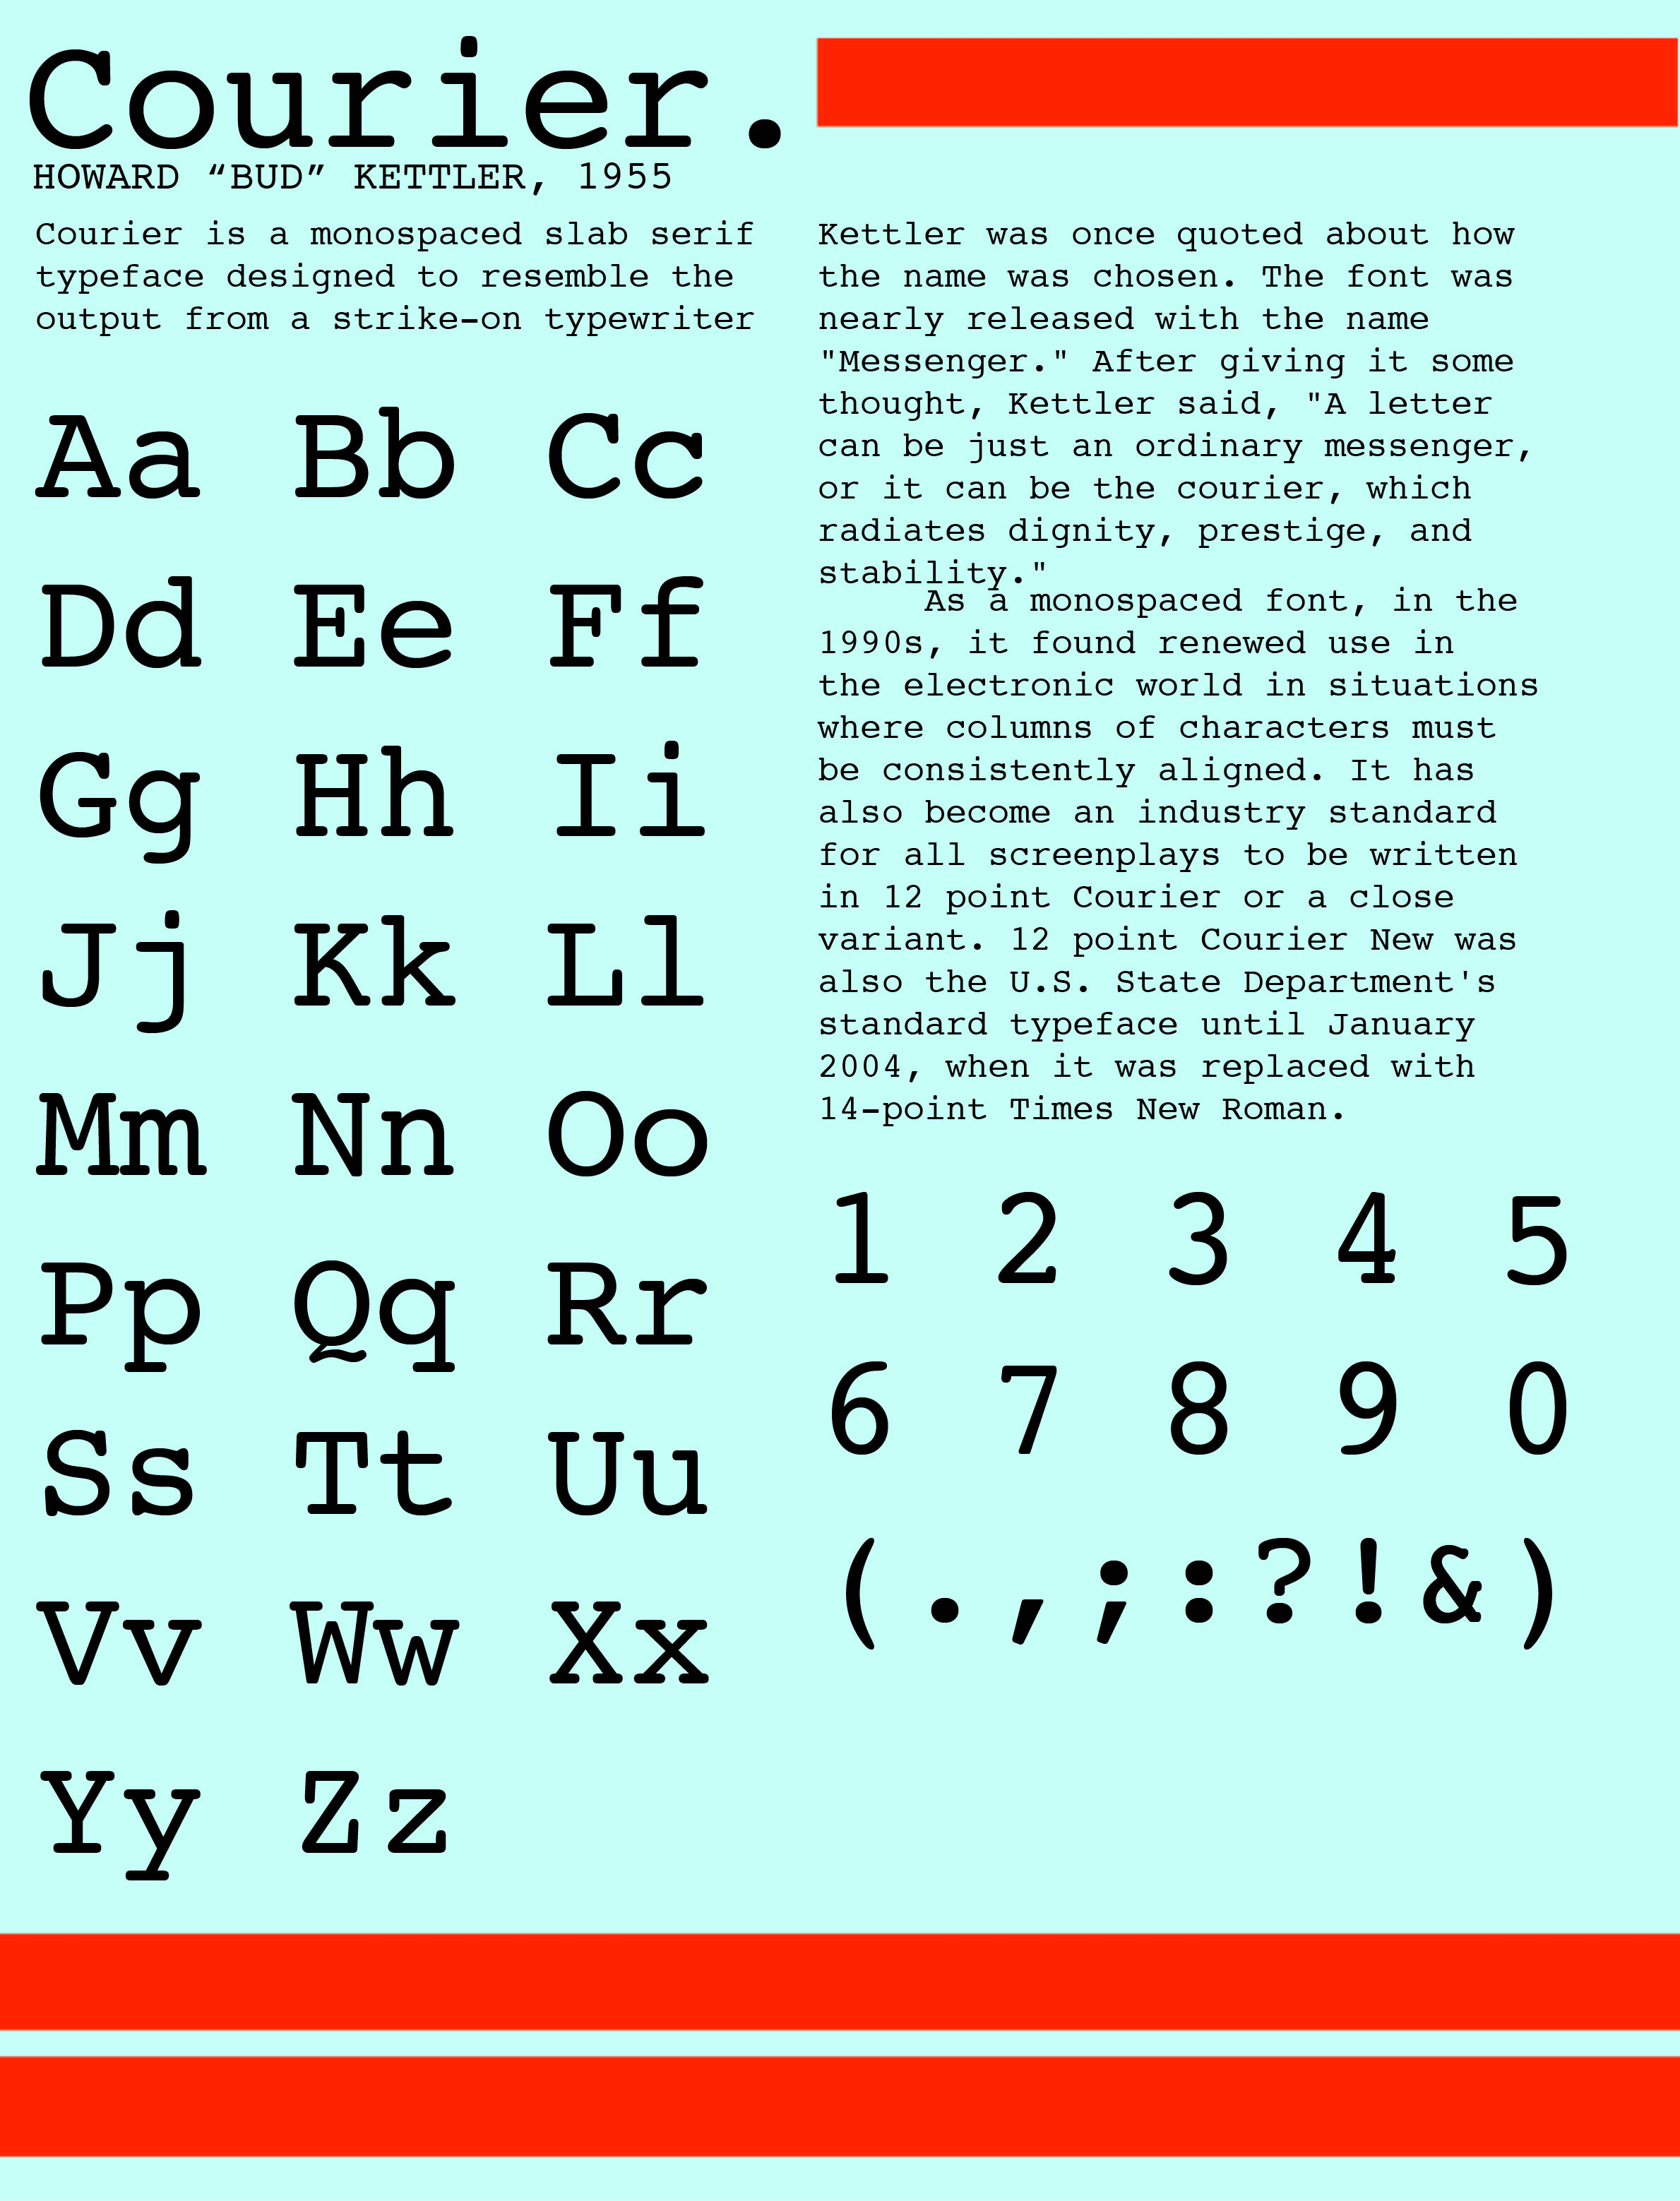 Courier.
HOWARD “BUD” KETTLER, 1955
Courier is a monospaced slab serif
typeface designed to resemble the
output from a strike-on typewriter
Aa Bb Cc
Dd Ee Ff
Gg Hh Ii
Jj Kk Ll
Mm Nn Oo
Pp Qq Rr
Ss Tt Uu
Vv Ww Xx
Yy Zz
Kettler was once quoted about how
the name was chosen. The font was
nearly released with the name
"Messenger." After giving it some
thought, Kettler said, "A letter
can be just an ordinary messenger,
or it can be the courier, which
radiates dignity, prestige, and
stability."
As a monospaced font, in the
1990s, it found renewed use in
the electronic world in situations
where columns of characters must
be consistently aligned. It has
also become an industry standard
for all screenplays to be written
in 12 point Courier or a close
variant. 12 point Courier New was
also the U.S. State Department's
standard typeface until January
2004, when it was replaced with
14-point Times New Roman.
1 2 3 4 5
6 7 8 9 0
(.,;:?!&)